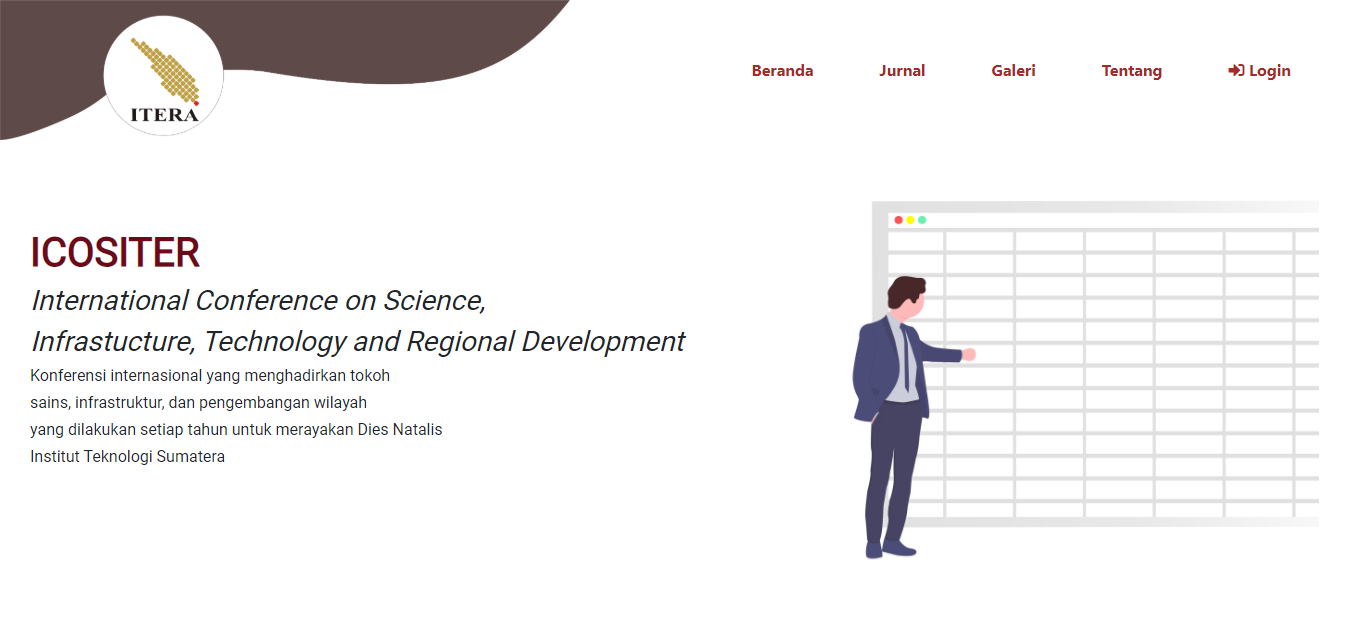 ITERA
Beranda Jurnal Galeri Tentang Login
ICOSITER
International Conference on Science,
Infrastucture, Technology and Regional Development
Konferensi internasional yang menghadirkan tokoh
sains, infrastruktur, dan pengembangan wilayah
yang dilakukan setiap tahun untuk merayakan Dies Natalis
Institut Teknologi Sumatera